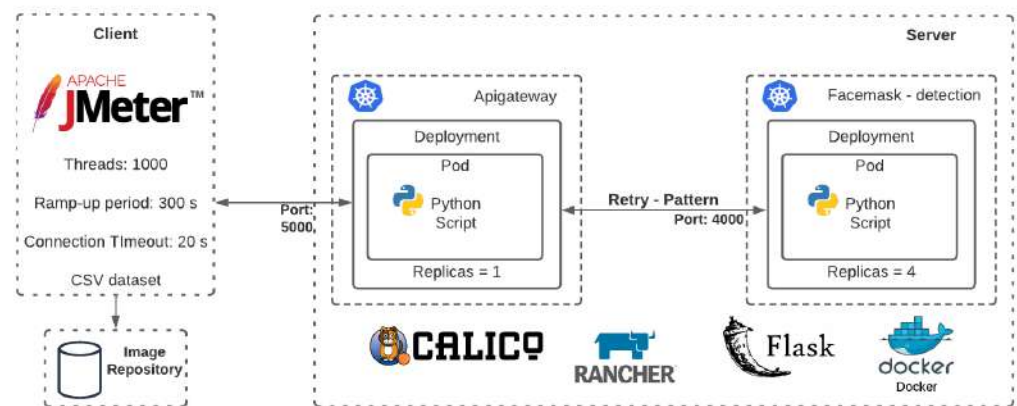 Client
APACHE
JMeter™
Threads: 1000
Ramp-up period: 300 s
Connection TImeout: 20 s
CSV dataset
Image
Repository
Port:
5000
Server
Apigateway
Deployment
Pod
Python
Script
Replicas = 1
Retry - Pattern
Port: 4000
Facemask - detection
Deployment
Pod
Python
Script
Replicas = 4
CALICO
RANCHER
Flask
docker
Docker